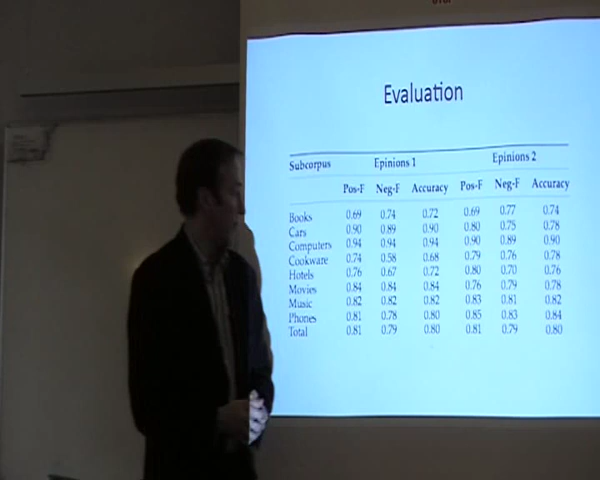 Evaluation
Subcorpus Epinions 1 Epinions 2
Pos-F Neg-F Accuracy Pos-F Neg-F Accuracy
Books 0.69 0.74 0.72 0.69 0.77 0.74
Cars 0.90 0.89 0.90 0.80 0.75 0.78
Computers 0.94 0.94 0.94 0.90 0.89 0.90
Cookware 0.74 0.58 0.68 0.79 0.76 0.78
Hotels 0.76 0.67 0.72 0.80 0.70 0.76
Movies 0.84 0.84 0.84 0.76 0.79 0.78
Music 0.82 0.82 0.82 0.83 0.81 0.82
Phones 0.81 0.78 0.80 0.85 0.83 0.84
Total 0.81 0.79 0.80 0.81 0.79 0.80